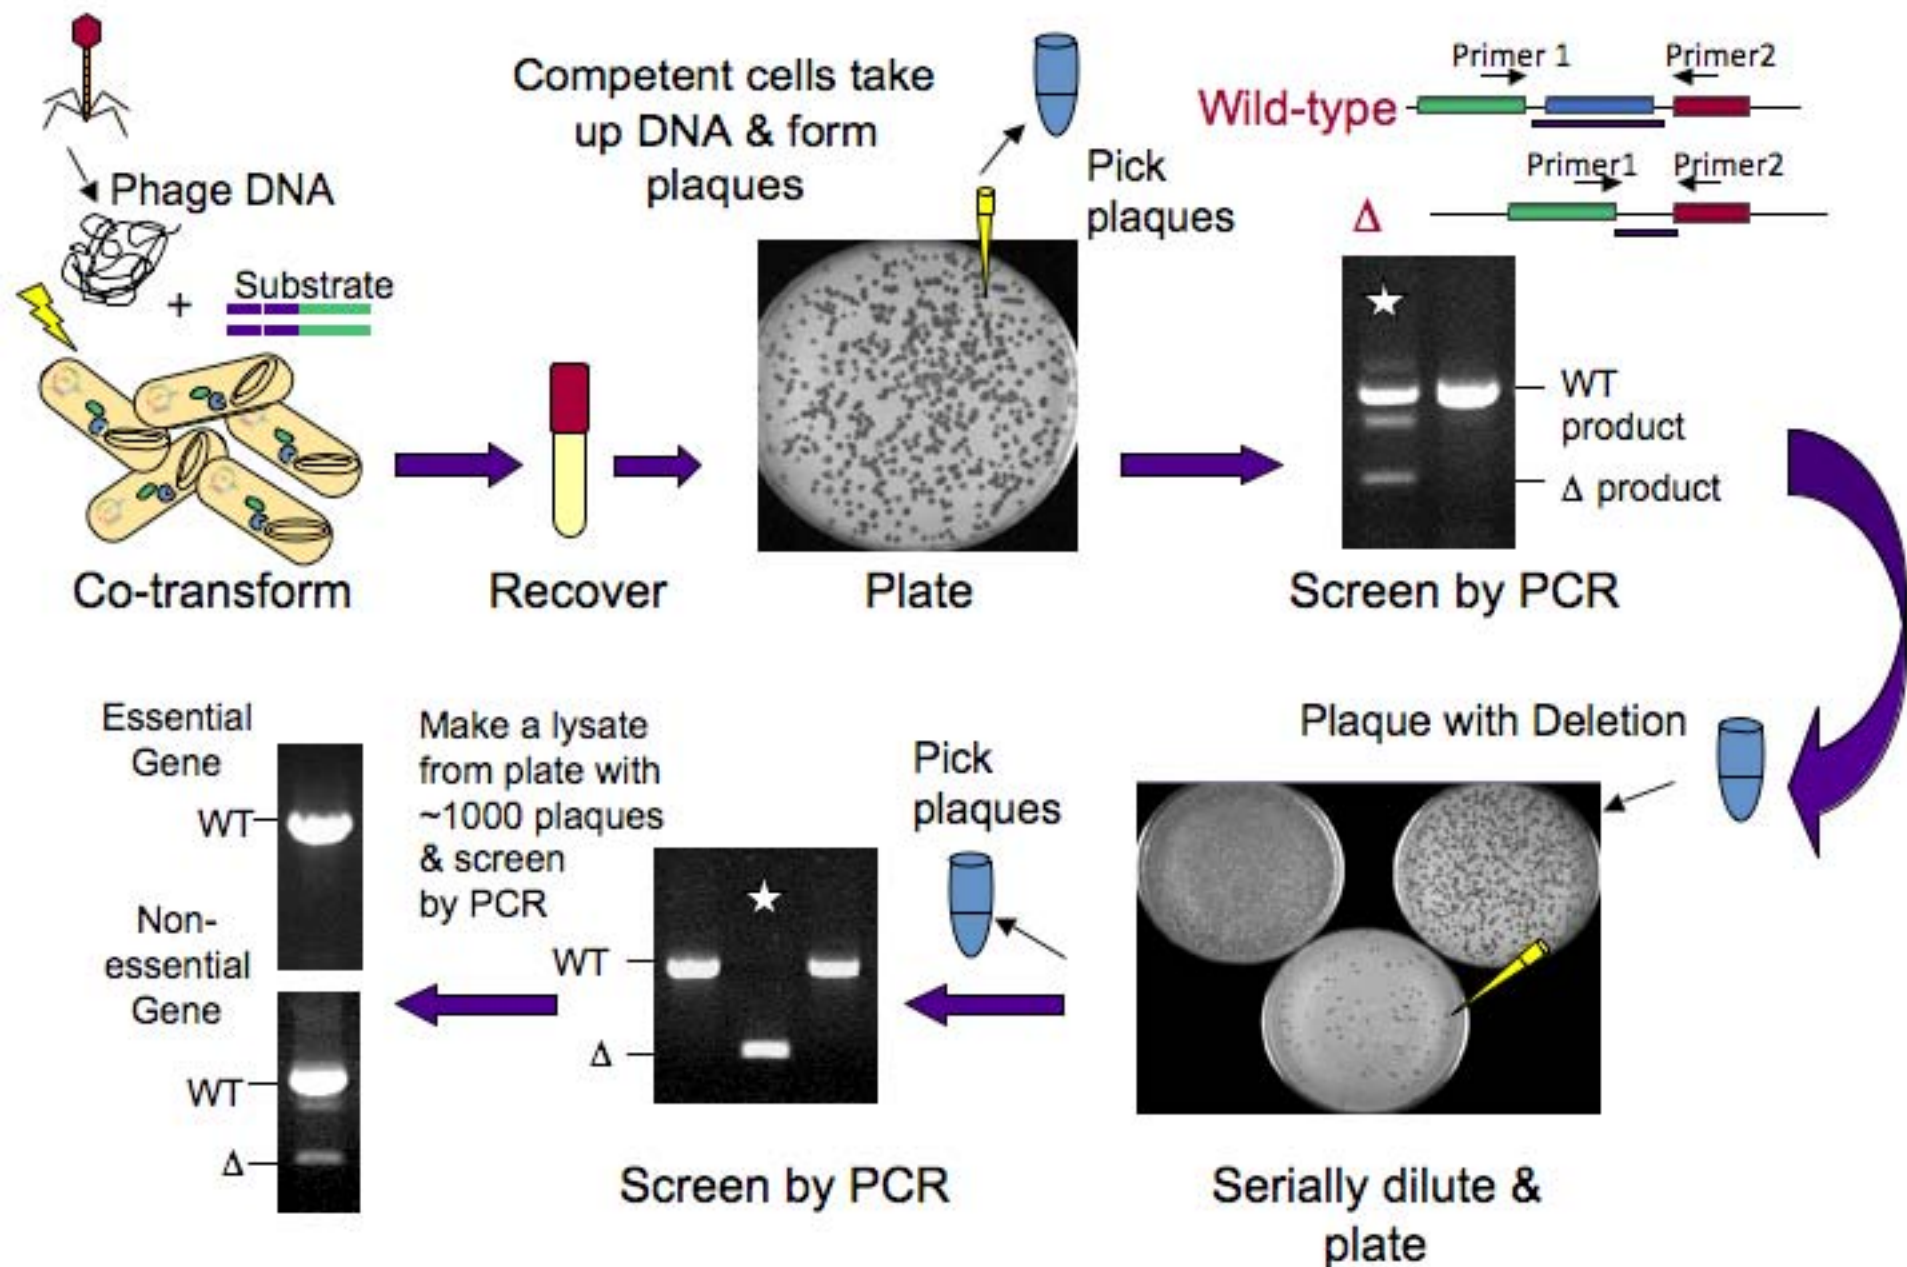 Phage DNA
+
Substrate
Co-transform
Recover
Competent cells take
up DNA & form
plaques
Pick
plaques
Plate
Primer 1
Primer2
Wild-type
Primer1
Primer2
Δ
WT
product
Δ product
Screen by PCR
Plaque with Deletion
Serially dilute &
plate
Pick
plaques
WT
Δ
Screen by PCR
Make a lysate
from plate with
~1000 plaques
& screen
by PCR
Essential
Gene
WT
Non-
essential
Gene
WT
Δ